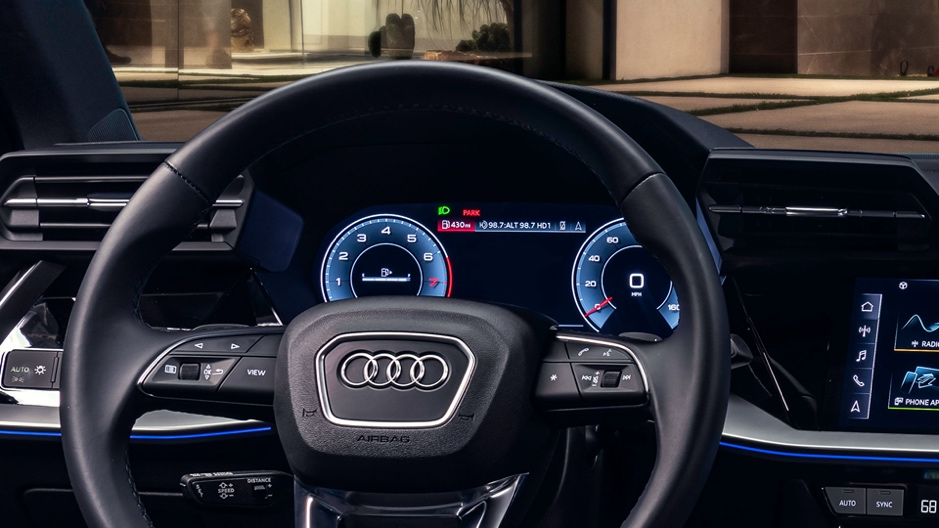 PARK
430mi
98.7:ALT 98.7 HD1
1 2 3 4 5 6 7
0
MPH
20 40 60 160
AUTO
OK
VIEW
AIRBAG
SPEED
DISTANCE
RADIO
PHONE AP
AUTO
SYNC
68